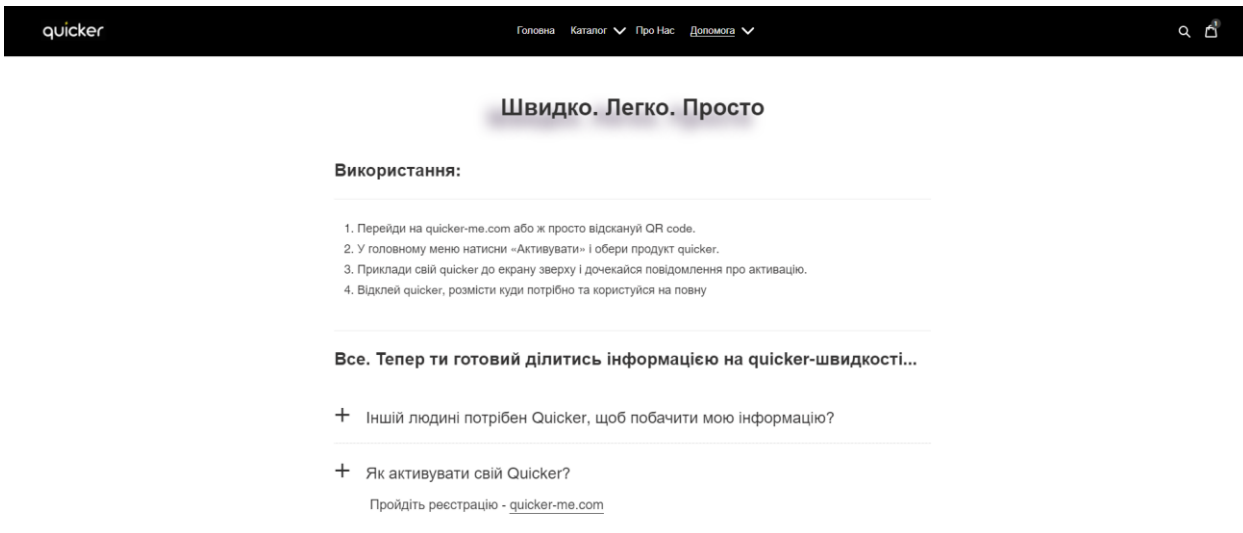 quicker
Головна Каталог Про Нас Допомога
1
Швидко. Легко. Просто
Використання:
1. Перейди на quicker-me.com або ж просто відскануй QR code.
2. У головному меню натисни «Активувати» і обери продукт quicker.
3. Приклади свій quicker до екрану зверху і дочекайся повідомлення про активацію.
4. Відклей quicker, розмісти куди потрібно та користуйся на повну
Все. Тепер ти готовий ділитись інформацією на quicker-швидкості...
+ Іншій людині потрібен Quicker, щоб побачити мою інформацію?
+ Як активувати свій Quicker?
Пройдіть реєстрацію - quicker-me.com